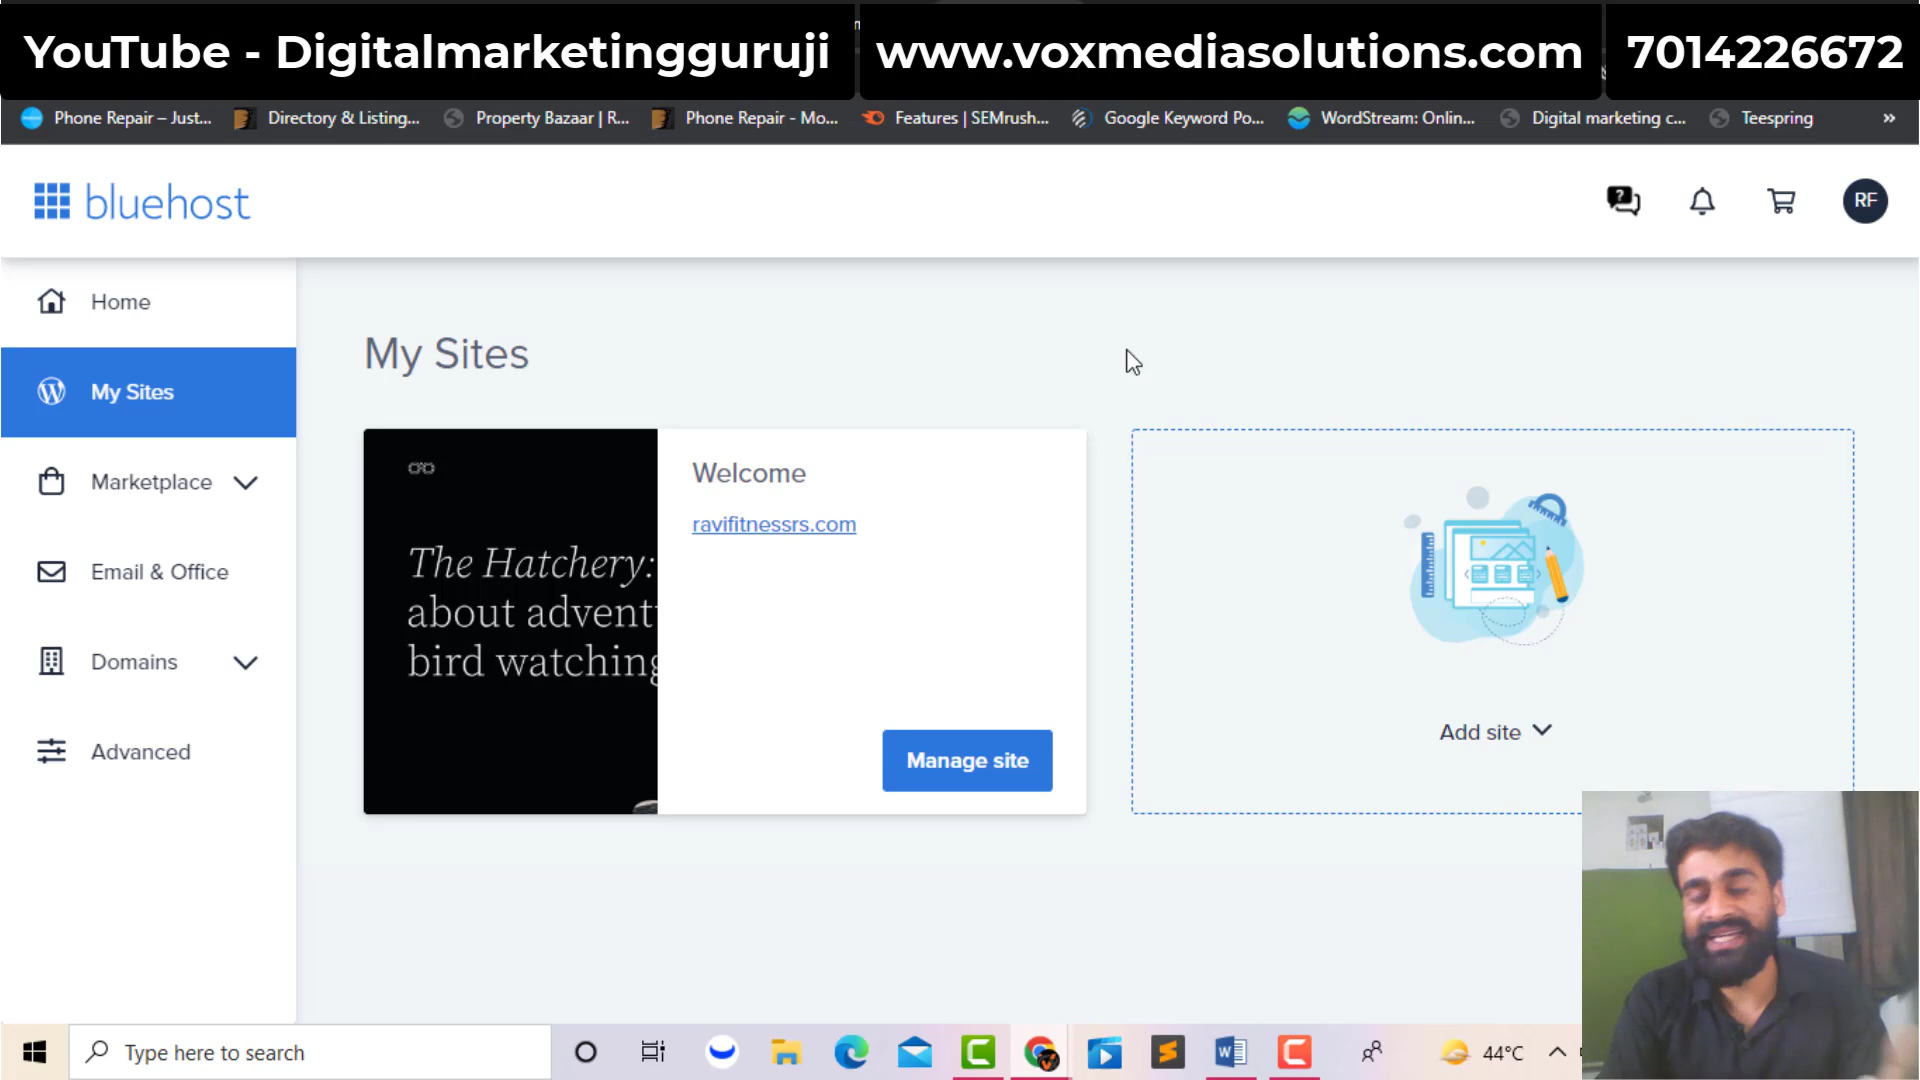 YouTube - Digitalmarketingguruji
www.voxmediasolutions.com
7014226672
Phone Repair – Just...
Directory & Listing...
Property Bazaar | R...
Phone Repair - Mo...
Features | SEMrush...
Google Keyword Po...
WordStream: Onlin...
Digital marketing c...
Teespring
»
bluehost
RF
Home
My Sites
Marketplace
Email & Office
Domains
Advanced
My Sites
The Hatchery:
about advent
bird watching
Welcome
ravifitnessrs.com
Manage site
Add site
Type here to search
44°C